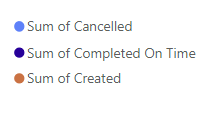 Sum of Cancelled
Sum of Completed On Time
Sum of Created